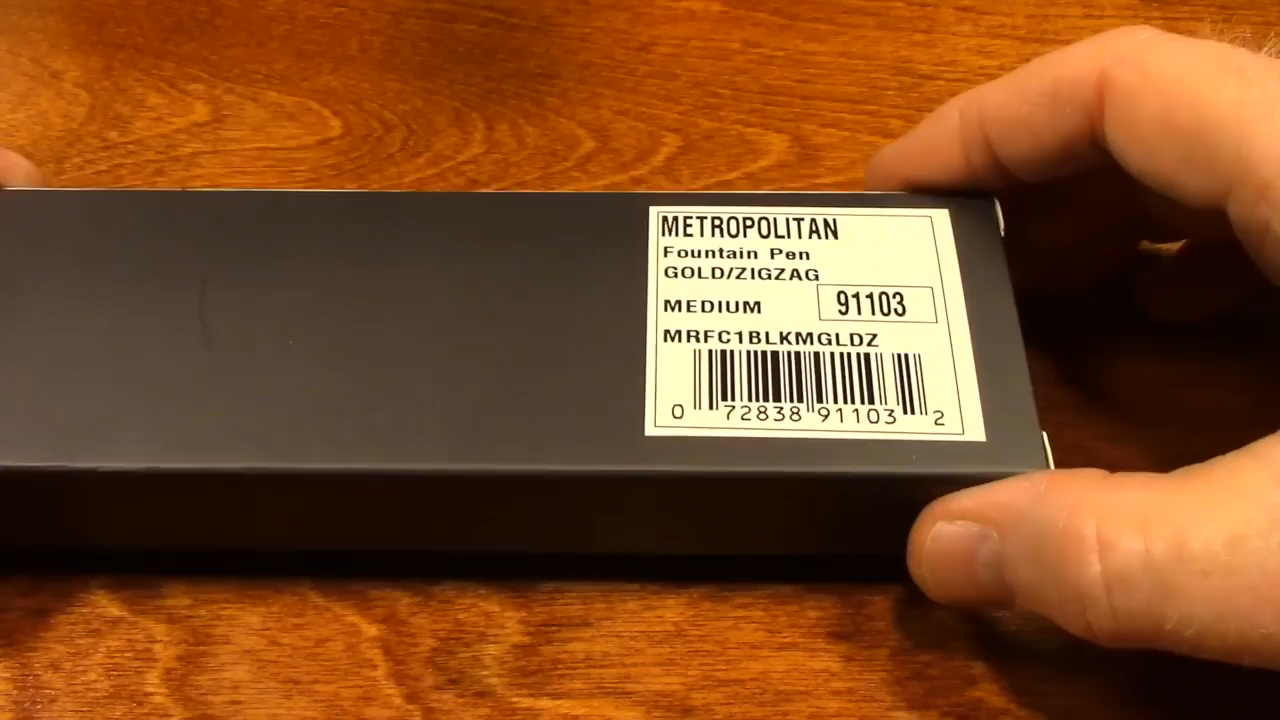 METROPOLITAN
Fountain Pen
GOLD/ZIGZAG
MEDIUM 91103
MRFC1BLKMGLDZ
0 72838 91103 2